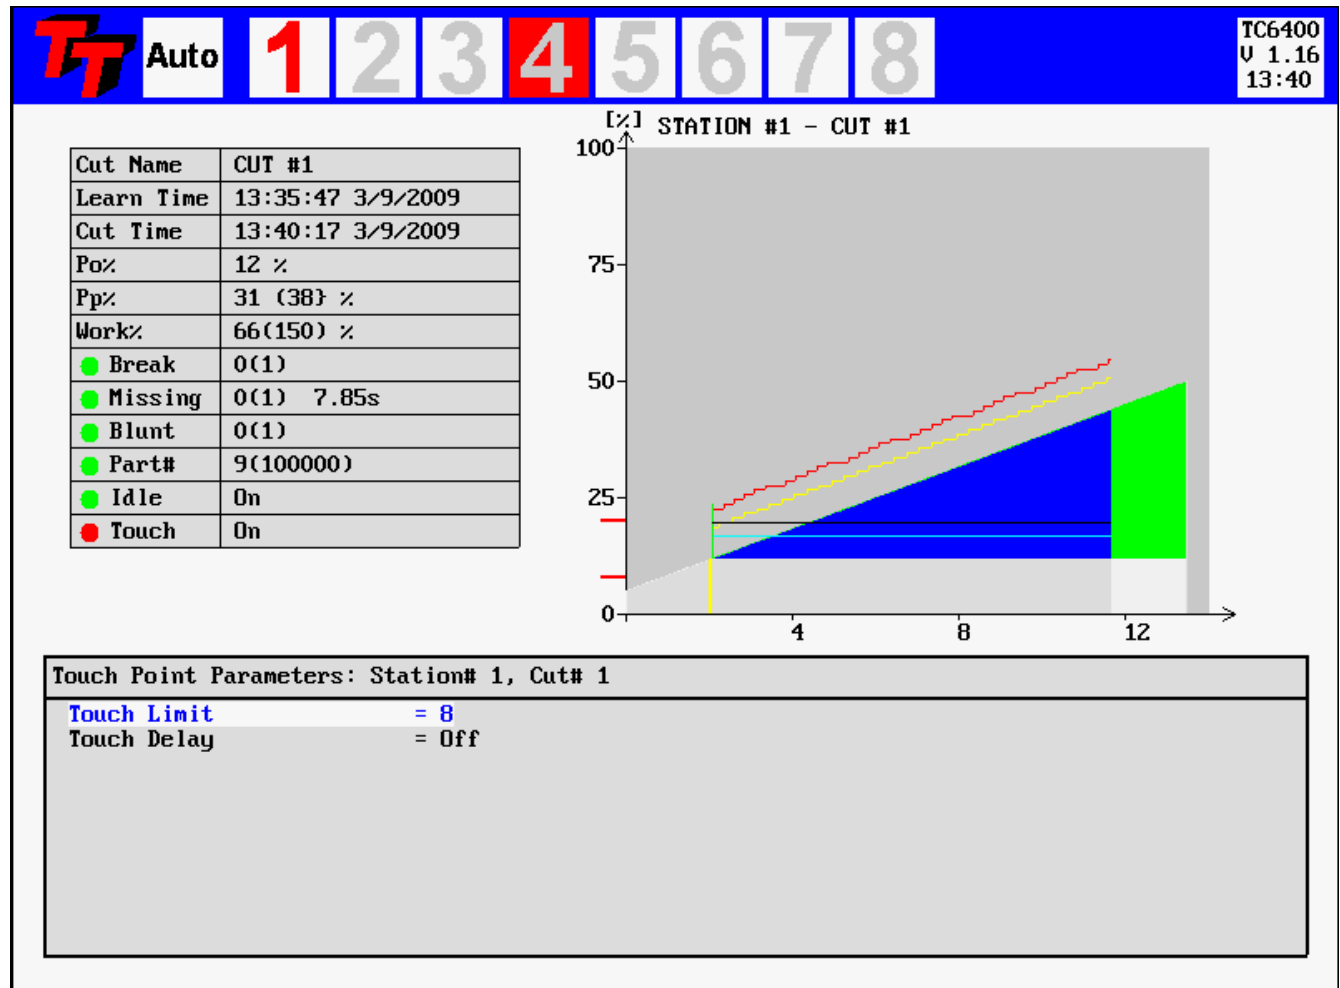 TT Auto 1 2 3 4 5 6 7 8
TC6400
V 1.16
13:40
Cut Name CUT #1
Learn Time 13:35:47 3/9/2009
Cut Time 13:40:17 3/9/2009
Po% 12 %
Pp% 31 (38} %
Work% 66(150) %
Break 0(1)
Missing 0(1) 7.85s
Blunt 0(1)
Part# 9(100000)
Idle On
Touch On
[%] STATION #1 - CUT #1
100
75
50
25
0
4 8 12
Touch Point Parameters: Station# 1, Cut# 1
Touch Limit = 8
Touch Delay = Off